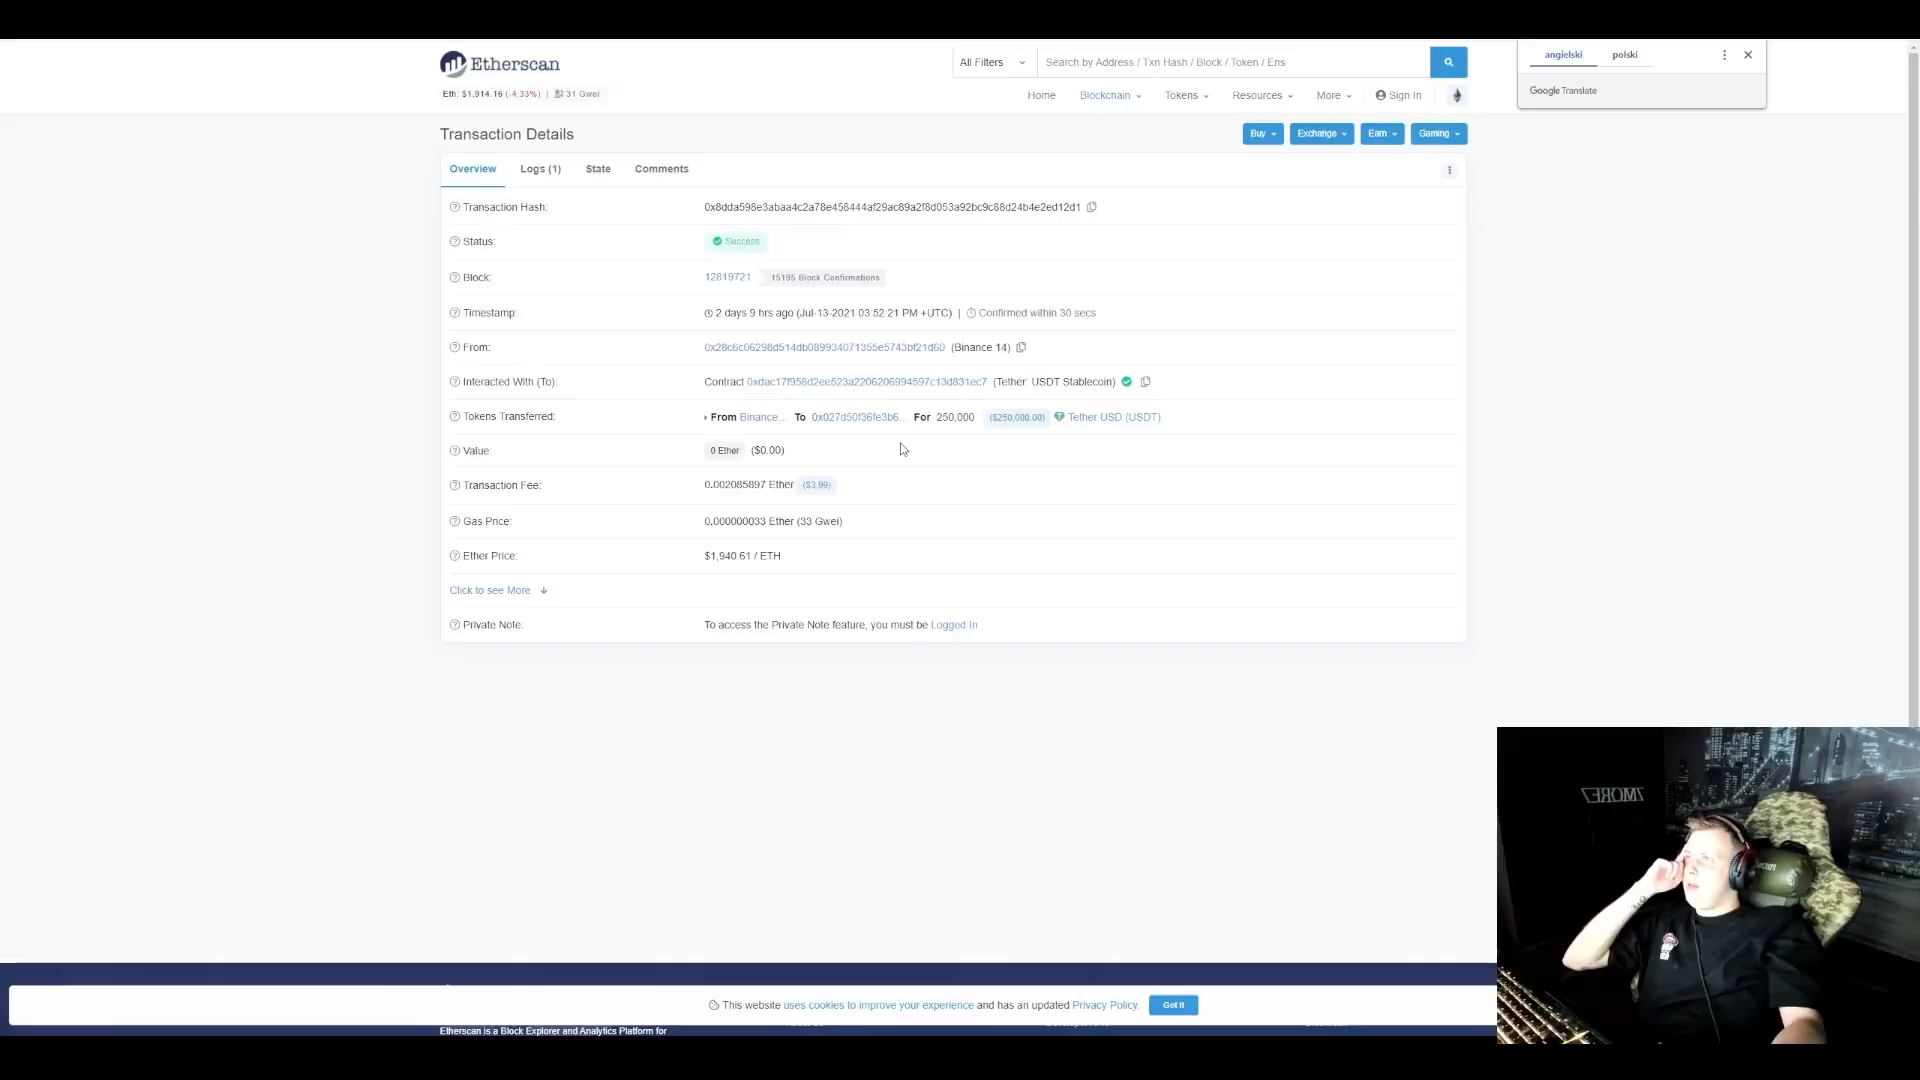 Etherscan
All Filters
Search by Address / Txn Hash / Block / Token / Ens
angielski polski
Google Translate
Eth: $1,914.16 (-4.33%) | 31 Gwei
Home Blockchain Tokens Resources More Sign In
Transaction Details
Buy Exchange Earn Gaming
Overview Logs (1) State Comments
Transaction Hash: 0x8dda598e3abaa4c2a78e458444af29ac89a2f8d053a92bc9c88d24b4e2ed12d1
Status: Success
Block: 12819721 15195 Block Confirmations
Timestamp: 2 days 9 hrs ago (Jul-13-2021 03:52:21 PM +UTC) | Confirmed within 30 secs
From: 0x28c6c06298d514db089934071355e5743bf21d60 (Binance 14)
Interacted With (To): Contract 0xdac17f958d2ee523a2206206994597c13d831ec7 (Tether: USDT Stablecoin)
Tokens Transferred: From Binance... To 0x027d50f36fe3b6... For 250,000 ($250,000.00) Tether USD (USDT)
Value: 0 Ether ($0.00)
Transaction Fee: 0.002085897 Ether ($3.99)
Gas Price: 0.000000033 Ether (33 Gwei)
Ether Price: $1,940.61 / ETH
Click to see More
Private Note: To access the Private Note feature, you must be Logged In
This website uses cookies to improve your experience and has an updated Privacy Policy. Got It
Etherscan is a Block Explorer and Analytics Platform for